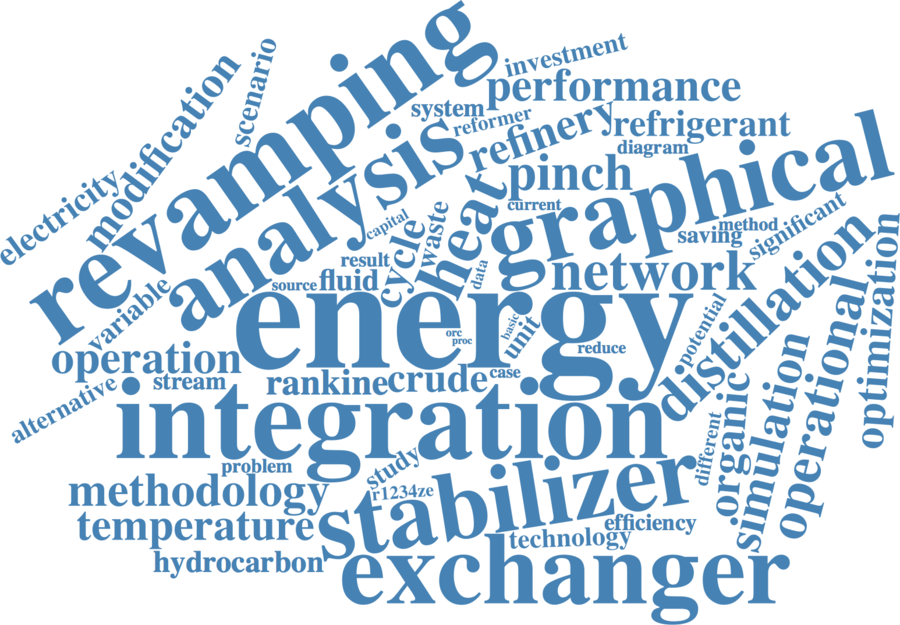 revamping
investment
scenario
modification
performance
system
reformer
refinery
refrigerant
analysis
diagram
pinch
graphical
electricity
heat
current
capital
waste
cycle
method
saving
significant
result
network
data
source
fluid
distillation
optimization
variable
energy
potential
operational
basic
orc
proc
unit
reduce
operation
simulation
stream
rankine
crude
case
organic
alternative
integration
different
problem
study
stabilizer
methodology
r1234ze
temperature
efficiency
technology
hydrocarbon
exchanger